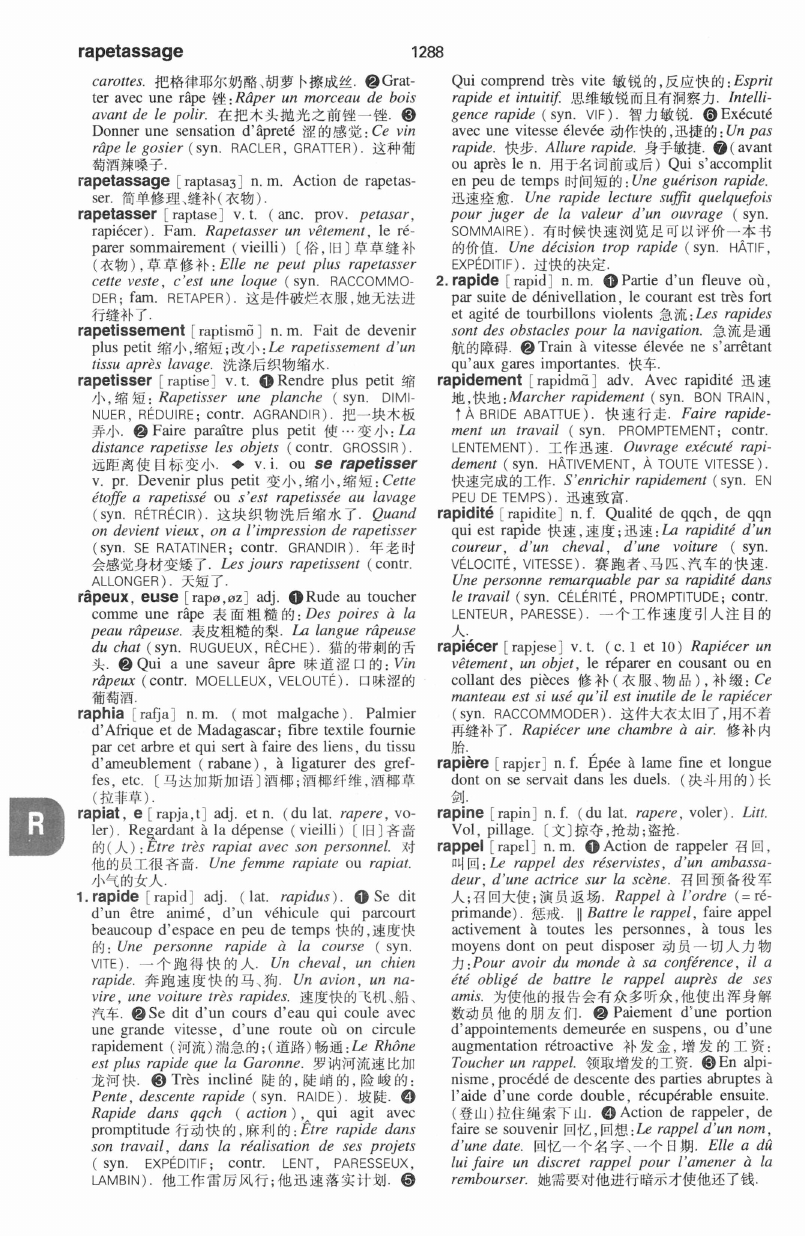 rapetassage
1288
carottes. 把格律耶尔奶酪、胡萝卜擦成丝. ❷Grat-
ter avec une râpe 锉:Râper un morceau de bois
avant de le polir. 在把木头抛光之前锉一锉. ❸
Donner une sensation d'âpreté 涩的感觉:Ce vin
râpe le gosier (syn. RACLER, GRATTER). 这种葡
萄酒辣嗓子.
rapetassage [raptasaʒ] n. m. Action de rapetas-
ser. 简单修理、缝补(衣物).
rapetasser [raptase] v. t. (anc. prov. petasar,
rapiécer). Fam. Rapetasser un vêtement, le ré-
parer sommairement (vieilli) 〔俗,旧〕草草缝补
(衣物),草草修补:Elle ne peut plus rapetasser
cette veste, c'est une loque (syn. RACCOMMO-
DER; fam. RETAPER). 这是件破烂衣服,她无法进
行缝补了.
rapetissement [raptismɑ̃] n. m. Fait de devenir
plus petit 缩小,缩短;改小:Le rapetissement d'un
tissu après lavage. 洗涤后织物缩水.
rapetisser [raptise] v. t. ❶Rendre plus petit 缩
小,缩短: Rapetisser une planche (syn. DIMI-
NUER, RÉDUIRE; contr. AGRANDIR). 把一块木板
弄小. ❷Faire paraître plus petit 使…变小:La
distance rapetisse les objets (contr. GROSSIR).
远距离使目标变小. ◆ v. i. ou se rapetisser
v. pr. Devenir plus petit 变小,缩小,缩短:Cette
étoffe a rapetissé ou s'est rapetissée au lavage
(syn. RÉTRÉCIR). 这块织物洗后缩水了. Quand
on devient vieux, on a l'impression de rapetisser
(syn. SE RATATINER; contr. GRANDIR). 年老时
会感觉身材变矮了. Les jours rapetissent (contr.
ALLONGER). 天短了.
râpeux, euse [rapø,øz] adj. ❶Rude au toucher
comme une râpe 表面粗糙的:Des poires à la
peau râpeuse. 表皮粗糙的梨. La langue râpeuse
du chat (syn. RUGUEUX, RÊCHE). 猫的带刺的舌
头. ❷Qui a une saveur âpre 味道涩口的:Vin
râpeux (contr. MOELLEUX, VELOUTÉ). 口味涩的
葡萄酒.
raphia [rafja] n. m. (mot malgache). Palmier
d'Afrique et de Madagascar; fibre textile fournie
par cet arbre et qui sert à faire des liens, du tissu
d'ameublement (rabane), à ligaturer des gref-
fes, etc. 〔马达加斯加语〕酒椰;酒椰纤维,酒椰草
(拉菲草).
rapiat, e [rapja,t] adj. et n. (du lat. rapere, vo-
ler). Regardant à la dépense (vieilli) 〔旧〕吝啬
的(人):Être très rapiat avec son personnel. 对
他的员工很吝啬. Une femme rapiate ou rapiat.
小气的女人.
R
1. rapide [rapid] adj. (lat. rapidus). ❶Se dit
d'un être animé, d'un véhicule qui parcourt
beaucoup d'espace en peu de temps 快的,速度快
的: Une personne rapide à la course (syn.
VITE). 一个跑得快的人. Un cheval, un chien
rapide. 奔跑速度快的马、狗. Un avion, un na-
vire, une voiture très rapides. 速度快的飞机、船、
汽车. ❷Se dit d'un cours d'eau qui coule avec
une grande vitesse, d'une route où on circule
rapidement (河流)湍急的;(道路)畅通:Le Rhône
est plus rapide que la Garonne. 罗讷河流速比加
龙河快. ❸Très incliné 陡的,陡峭的,险峻的:
Pente, descente rapide (syn. RAIDE). 坡陡. ❹
Rapide dans qqch (action), qui agit avec
promptitude 行动快的,麻利的:Être rapide dans
son travail, dans la réalisation de ses projets
(syn. EXPÉDITIF; contr. LENT, PARESSEUX,
LAMBIN). 他工作雷厉风行;他迅速落实计划. ❺
Qui comprend très vite 敏锐的,反应快的:Esprit
rapide et intuitif. 思维敏锐而且有洞察力. Intelli-
gence rapide (syn. VIF). 智力敏锐. ❻Exécuté
avec une vitesse élevée 动作快的,迅捷的:Un pas
rapide. 快步. Allure rapide. 身手敏捷. ❼(avant
ou après le n. 用于名词前或后) Qui s'accomplit
en peu de temps 时间短的:Une guérison rapide.
迅速痊愈. Une rapide lecture suffit quelquefois
pour juger de la valeur d'un ouvrage (syn.
SOMMAIRE). 有时候快速浏览足可以评价一本书
的价值. Une décision trop rapide (syn. HÂTIF,
EXPÉDITIF). 过快的决定.
2. rapide [rapid] n. m. ❶Partie d'un fleuve où,
par suite de dénivellation, le courant est très fort
et agité de tourbillons violents 急流:Les rapides
sont des obstacles pour la navigation. 急流是通
航的障碍. ❷Train à vitesse élevée ne s'arrêtant
qu'aux gares importantes. 快车.
rapidement [rapidmɑ̃] adv. Avec rapidité 迅速
地,快地:Marcher rapidement (syn. BON TRAIN,
↑À BRIDE ABATTUE). 快速行走. Faire rapide-
ment un travail (syn. PROMPTEMENT; contr.
LENTEMENT). 工作迅速. Ouvrage exécuté rapi-
dement (syn. HÂTIVEMENT, À TOUTE VITESSE).
快速完成的工作. S'enrichir rapidement (syn. EN
PEU DE TEMPS). 迅速致富.
rapidité [rapidite] n. f. Qualité de qqch, de qqn
qui est rapide 快速,速度;迅速:La rapidité d'un
coureur, d'un cheval, d'une voiture (syn.
VÉLOCITÉ, VITESSE). 赛跑者、马匹、汽车的快速.
Une personne remarquable par sa rapidité dans
le travail (syn. CÉLÉRITÉ, PROMPTITUDE; contr.
LENTEUR, PARESSE). 一个工作速度引人注目的
人.
rapiécer [rapjese] v. t. (c. 1 et 10) Rapiécer un
vêtement, un objet, le réparer en cousant ou en
collant des pièces 修补(衣服、物品),补缀:Ce
manteau est si usé qu'il est inutile de le rapiécer
(syn. RACCOMMODER). 这件大衣太旧了,用不着
再缝补了. Rapiécer une chambre à air. 修补内
胎.
rapière [rapjer] n. f. Épée à lame fine et longue
dont on se servait dans les duels. (决斗用的)长
剑.
rapine [rapin] n. f. (du lat. rapere, voler). Litt.
Vol, pillage. 〔文〕掠夺,抢劫;盗抢.
rappel [rapel] n. m. ❶Action de rappeler 召回,
叫回:Le rappel des réservistes, d'un ambassa-
deur, d'une actrice sur la scène. 召回预备役军
人;召回大使;演员返场. Rappel à l'ordre (=ré-
primande). 惩戒. ‖ Battre le rappel, faire appel
activement à toutes les personnes, à tous les
moyens dont on peut disposer 动员一切人力物
力:Pour avoir du monde à sa conférence, il a
été obligé de battre le rappel auprès de ses
amis. 为使他的报告会有众多听众,他使出浑身解
数动员他的朋友们. ❷Paiement d'une portion
d'appointements demeurée en suspens, ou d'une
augmentation rétroactive 补发金,增发的工资:
Toucher un rappel. 领取增发的工资. ❸En alpi-
nisme, procédé de descente des parties abruptes à
l'aide d'une corde double, récupérable ensuite.
(登山)拉住绳索下山. ❹Action de rappeler, de
faire se souvenir 回忆,回想:Le rappel d'un nom,
d'une date. 回忆一个名字、一个日期. Elle a dû
lui faire un discret rappel pour l'amener à la
rembourser. 她需要对他进行暗示才使他还了钱.